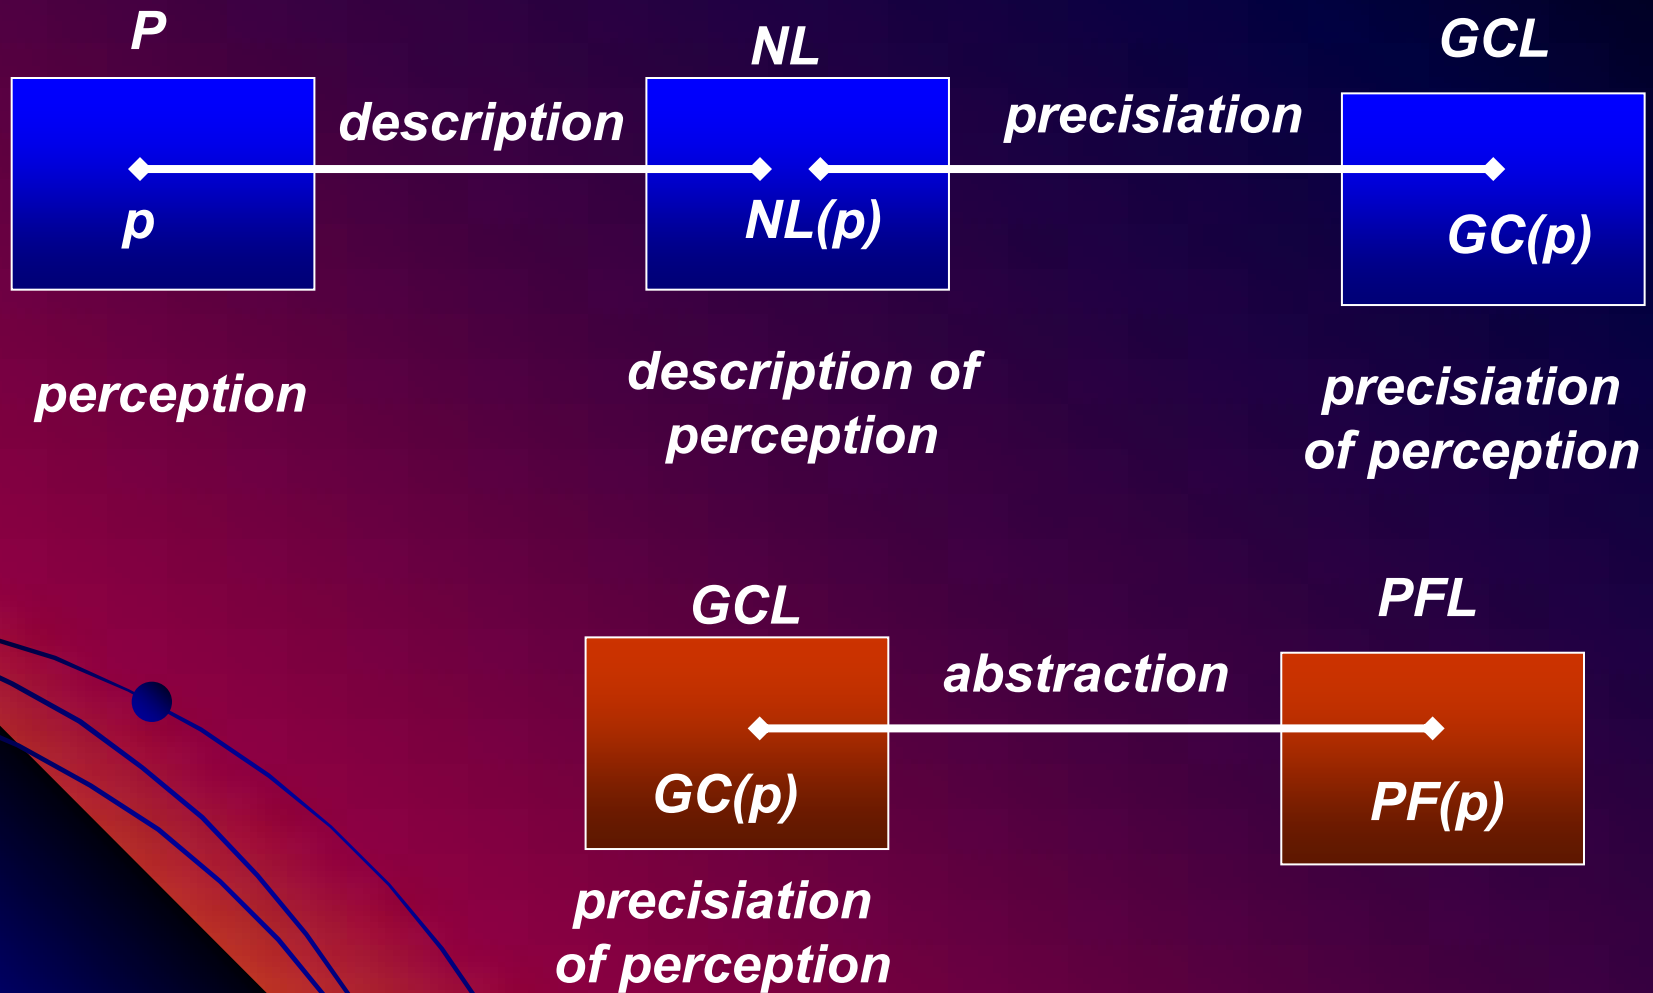 P
NL
GCL
description
precisiation
p
NL(p)
GC(p)
perception
description of
perception
precisiation
of perception
GCL
PFL
abstraction
GC(p)
PF(p)
precisiation
of perception